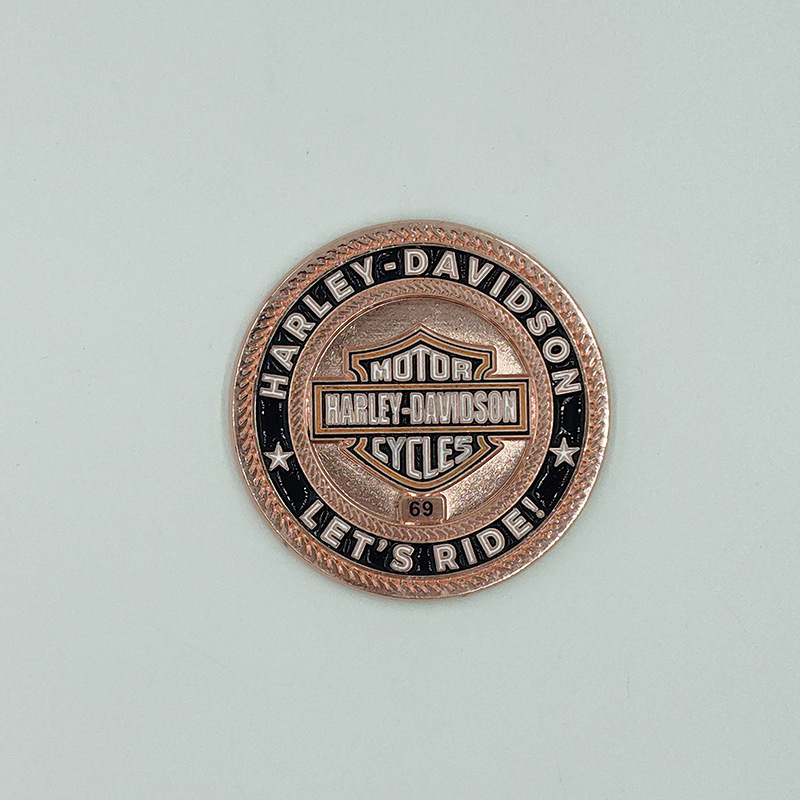 HARLEY-DAVIDSON
MOTOR
HARLEY-DAVIDSON
CYCLES
69
LET'S RIDE!